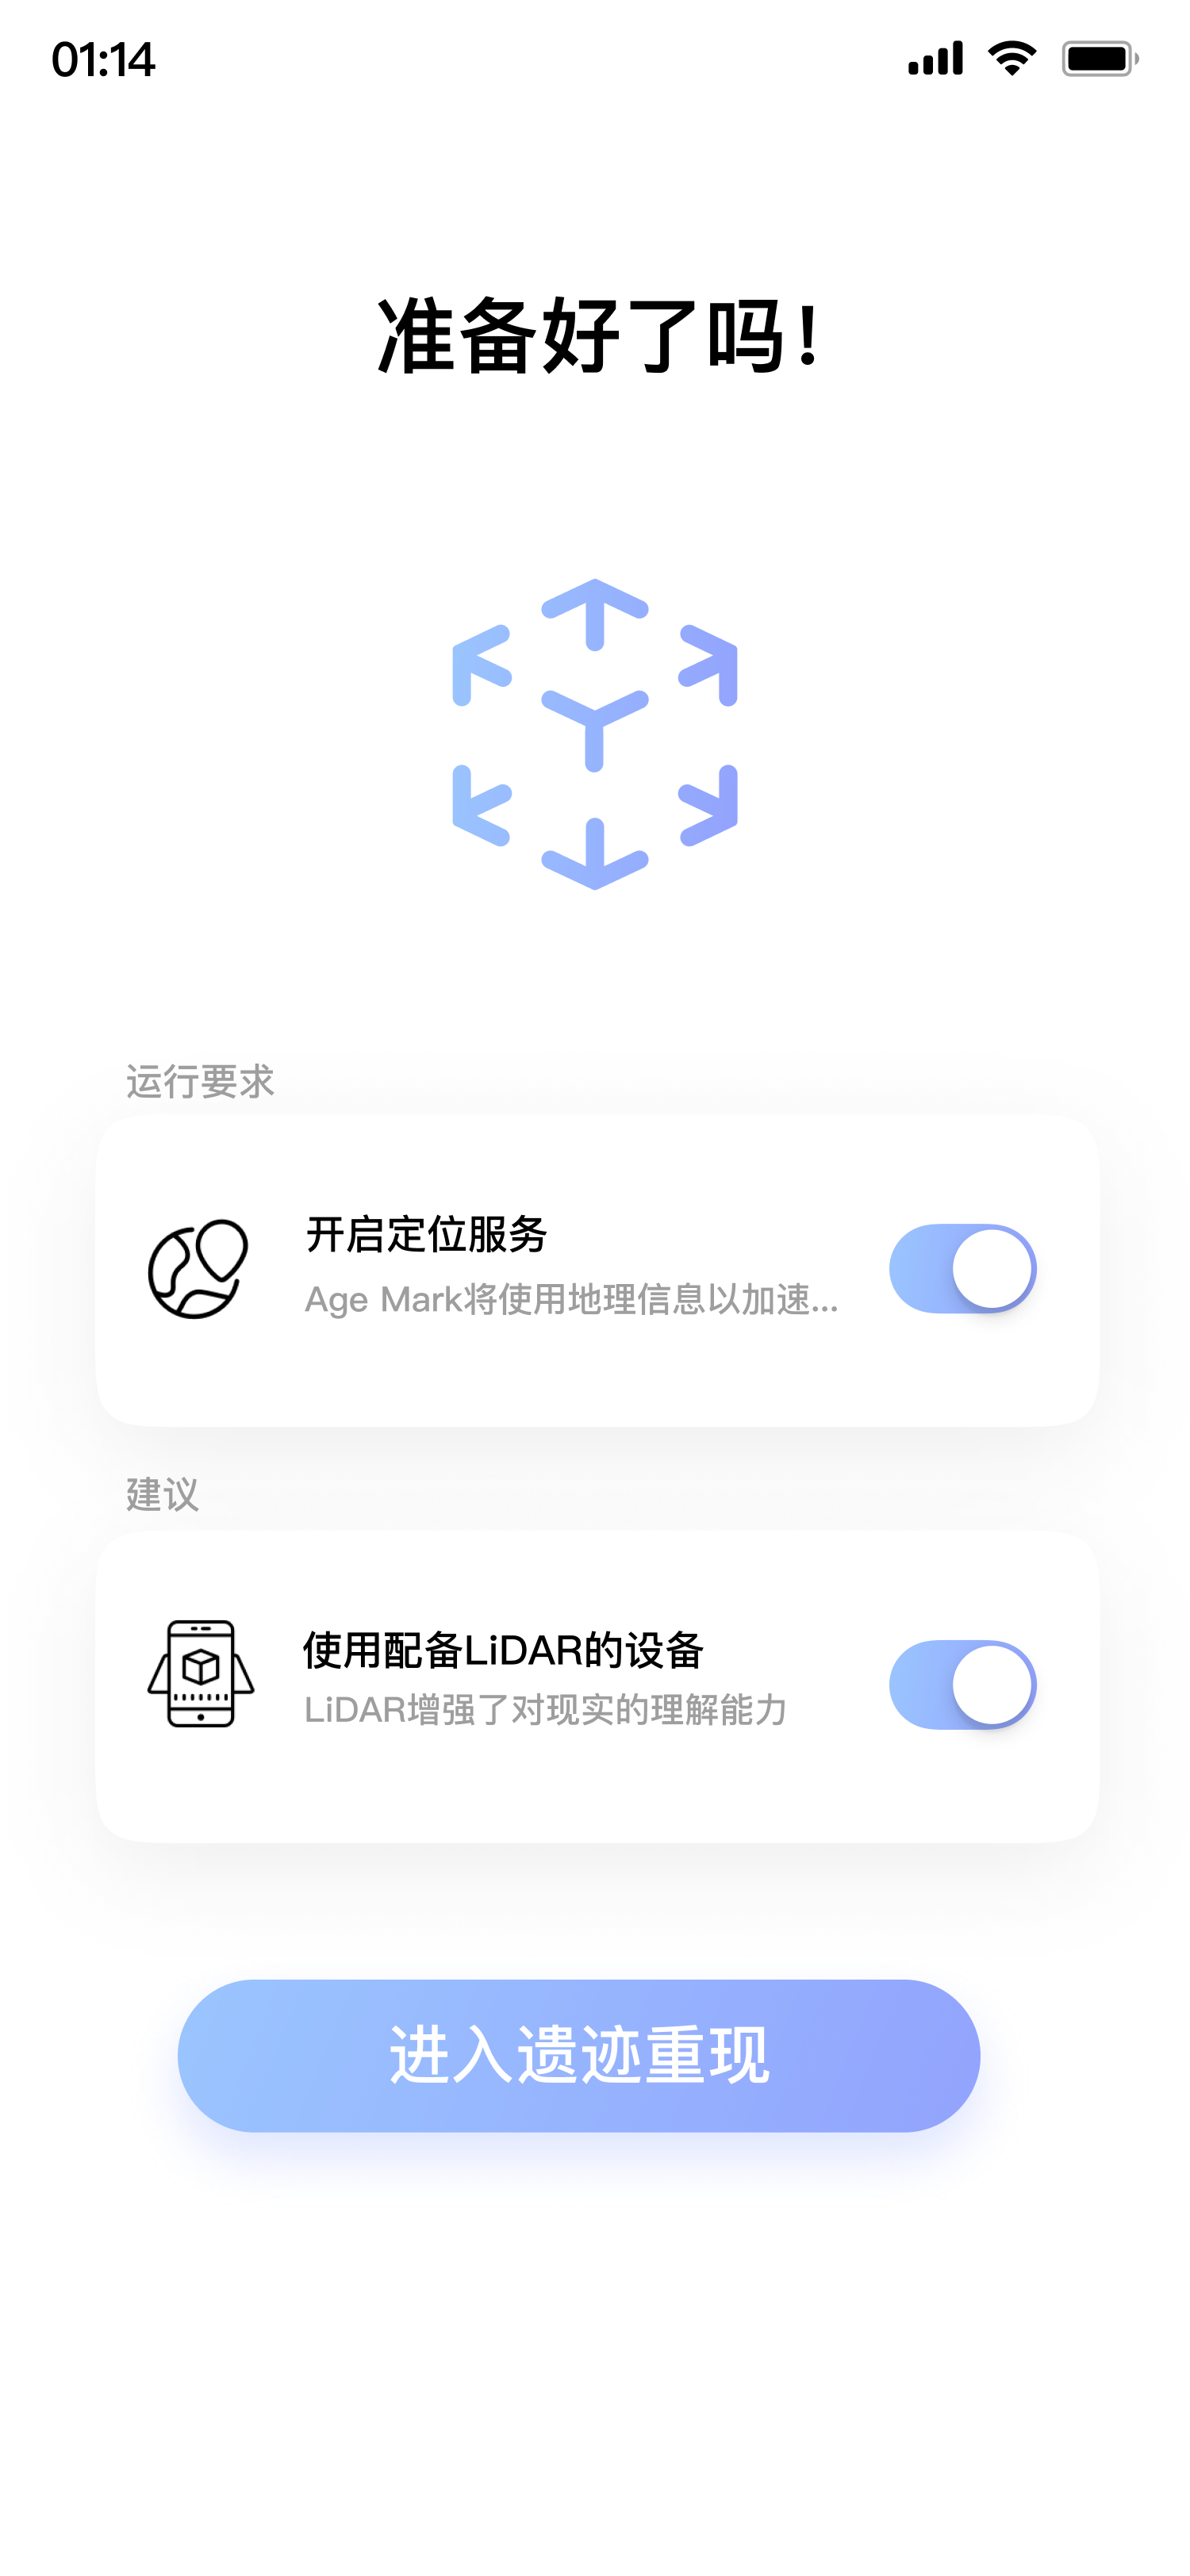 01:14
准备好了吗!
运行要求
开启定位服务
Age Mark将使用地理信息以加速...
建议
使用配备LiDAR的设备
LiDAR增强了对现实的理解能力
进入遗迹重现